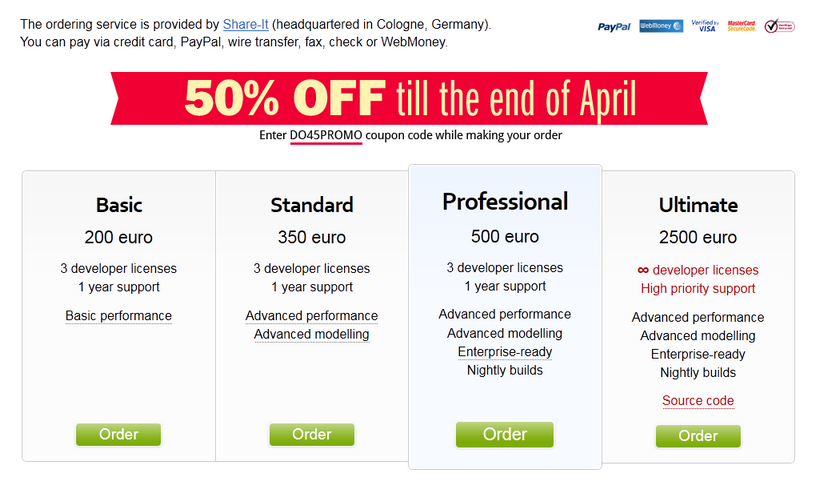 The ordering service is provided by Share-It (headquartered in Cologne, Germany).
You can pay via credit card, PayPal, wire transfer, fax, check or WebMoney.
PayPal
WebMoney
Verified by
VISA
MasterCard.
SecureCode.
50% OFF till the end of April
Enter DO45PROMO coupon code while making your order
Basic
200 euro
3 developer licenses
1 year support
Basic performance
Order
Standard
350 euro
3 developer licenses
1 year support
Advanced performance
Advanced modelling
Order
Professional
500 euro
3 developer licenses
1 year support
Advanced performance
Advanced modelling
Enterprise-ready
Nightly builds
Order
Ultimate
2500 euro
∞ developer licenses
High priority support
Advanced performance
Advanced modelling
Enterprise-ready
Nightly builds
Source code
Order